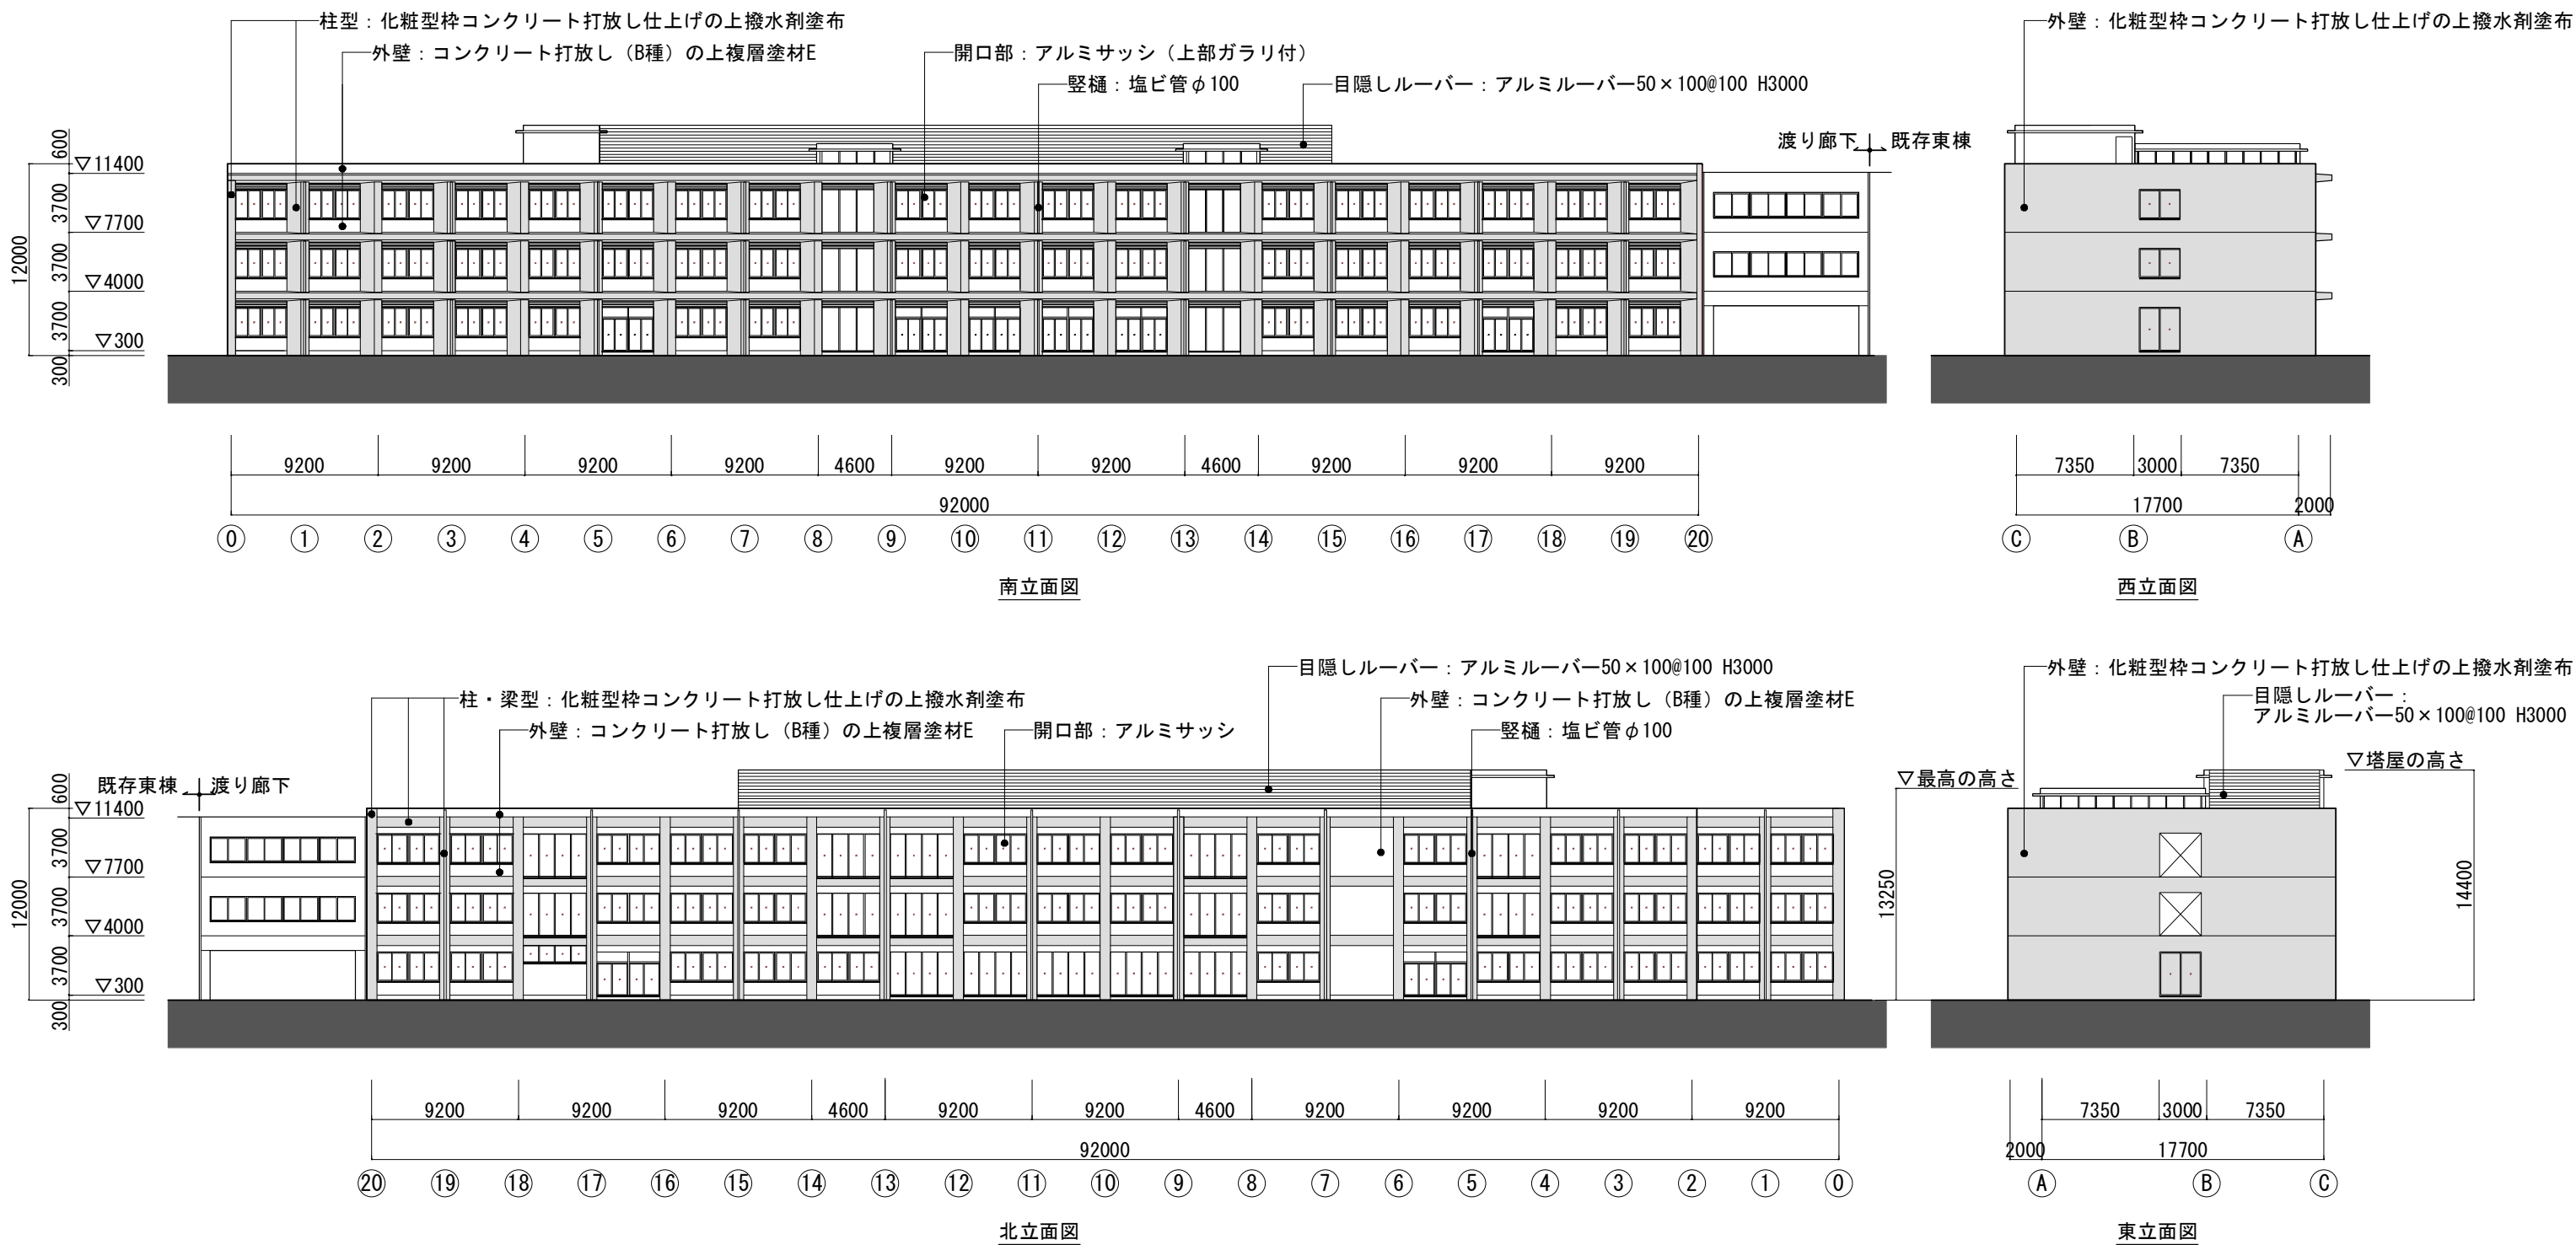 柱型：化粧型枠コンクリート打放し仕上げの上撥水剤塗布
外壁：コンクリート打放し（B種）の上複層塗材E
開口部：アルミサッシ（上部ガラリ付）
竪樋：塩ビ管φ100
目隠しルーバー：アルミルーバー50×100@100 H3000
渡り廊下
既存東棟
600
▽11400
3700
▽7700
3700
▽4000
3700
▽300
300
12000
9200 9200 9200 9200 4600 9200 9200 4600 9200 9200 9200
92000
0 1 2 3 4 5 6 7 8 9 10 11 12 13 14 15 16 17 18 19 20
南立面図
外壁：化粧型枠コンクリート打放し仕上げの上撥水剤塗布
7350 3000 7350
17700 2000
C B A
西立面図
目隠しルーバー：アルミルーバー50×100@100 H3000
柱・梁型：化粧型枠コンクリート打放し仕上げの上撥水剤塗布
外壁：コンクリート打放し（B種）の上複層塗材E
外壁：コンクリート打放し（B種）の上複層塗材E
開口部：アルミサッシ
竪樋：塩ビ管φ100
既存東棟
渡り廊下
600
▽11400
3700
▽7700
3700
▽4000
3700
▽300
300
12000
9200 9200 9200 4600 9200 9200 4600 9200 9200 9200 9200
92000
20 19 18 17 16 15 14 13 12 11 10 9 8 7 6 5 4 3 2 1 0
北立面図
外壁：化粧型枠コンクリート打放し仕上げの上撥水剤塗布
目隠しルーバー：
アルミルーバー50×100@100 H3000
▽塔屋の高さ
▽最高の高さ
13250
14400
7350 3000 7350
2000 17700
A B C
東立面図